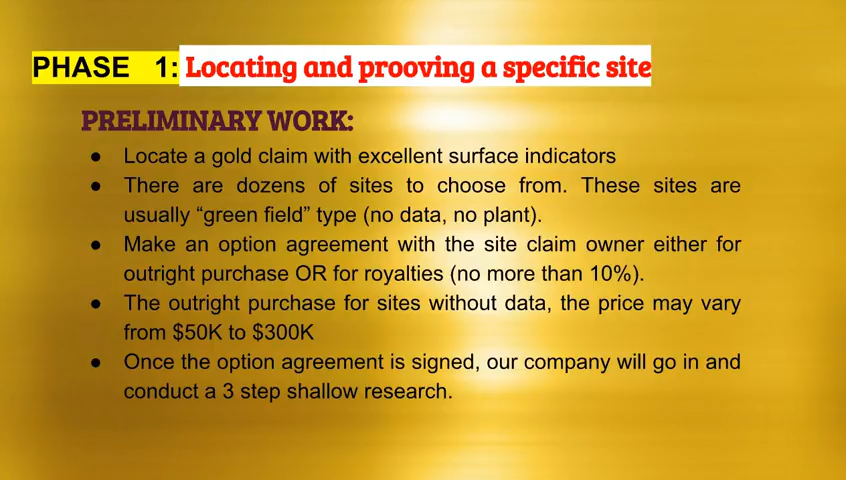 PHASE 1: Locating and prooving a specific site
PRELIMINARY WORK:
● Locate a gold claim with excellent surface indicators
● There are dozens of sites to choose from. These sites are
usually “green field” type (no data, no plant).
● Make an option agreement with the site claim owner either for
outright purchase OR for royalties (no more than 10%).
● The outright purchase for sites without data, the price may vary
from $50K to $300K
● Once the option agreement is signed, our company will go in and
conduct a 3 step shallow research.